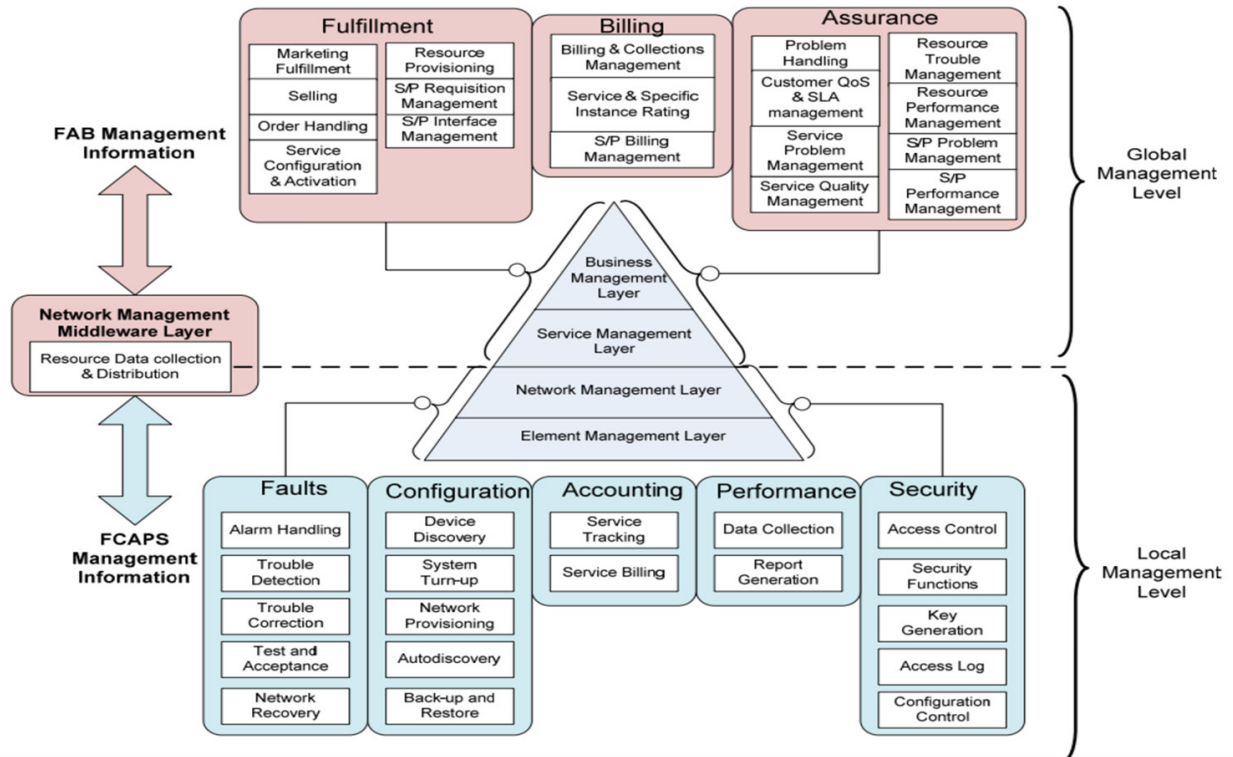 Fulfillment
Marketing
Fulfillment
Selling
Order Handling
Service
Configuration
& Activation
Resource
Provisioning
S/P Requisition
Management
S/P Interface
Management
Billing
Billing & Collections
Management
Service & Specific
Instance Rating
S/P Billing
Management
Assurance
Problem
Handling
Customer QoS
& SLA
management
Service
Problem
Management
Service Quality
Management
Resource
Trouble
Management
Resource
Performance
Management
S/P Problem
Management
S/P
Performance
Management
FAB Management
Information
Global
Management
Level
Business
Management
Layer
Service Management
Layer
Network Management Layer
Element Management Layer
Network Management
Middleware Layer
Resource Data collection
& Distribution
FCAPS
Management
Information
Faults
Alarm Handling
Trouble
Detection
Trouble
Correction
Test and
Acceptance
Network
Recovery
Configuration
Device
Discovery
System
Turn-up
Network
Provisioning
Autodiscovery
Back-up and
Restore
Accounting
Service
Tracking
Service Billing
Performance
Data Collection
Report
Generation
Security
Access Control
Security
Functions
Key
Generation
Access Log
Configuration
Control
Local
Management
Level